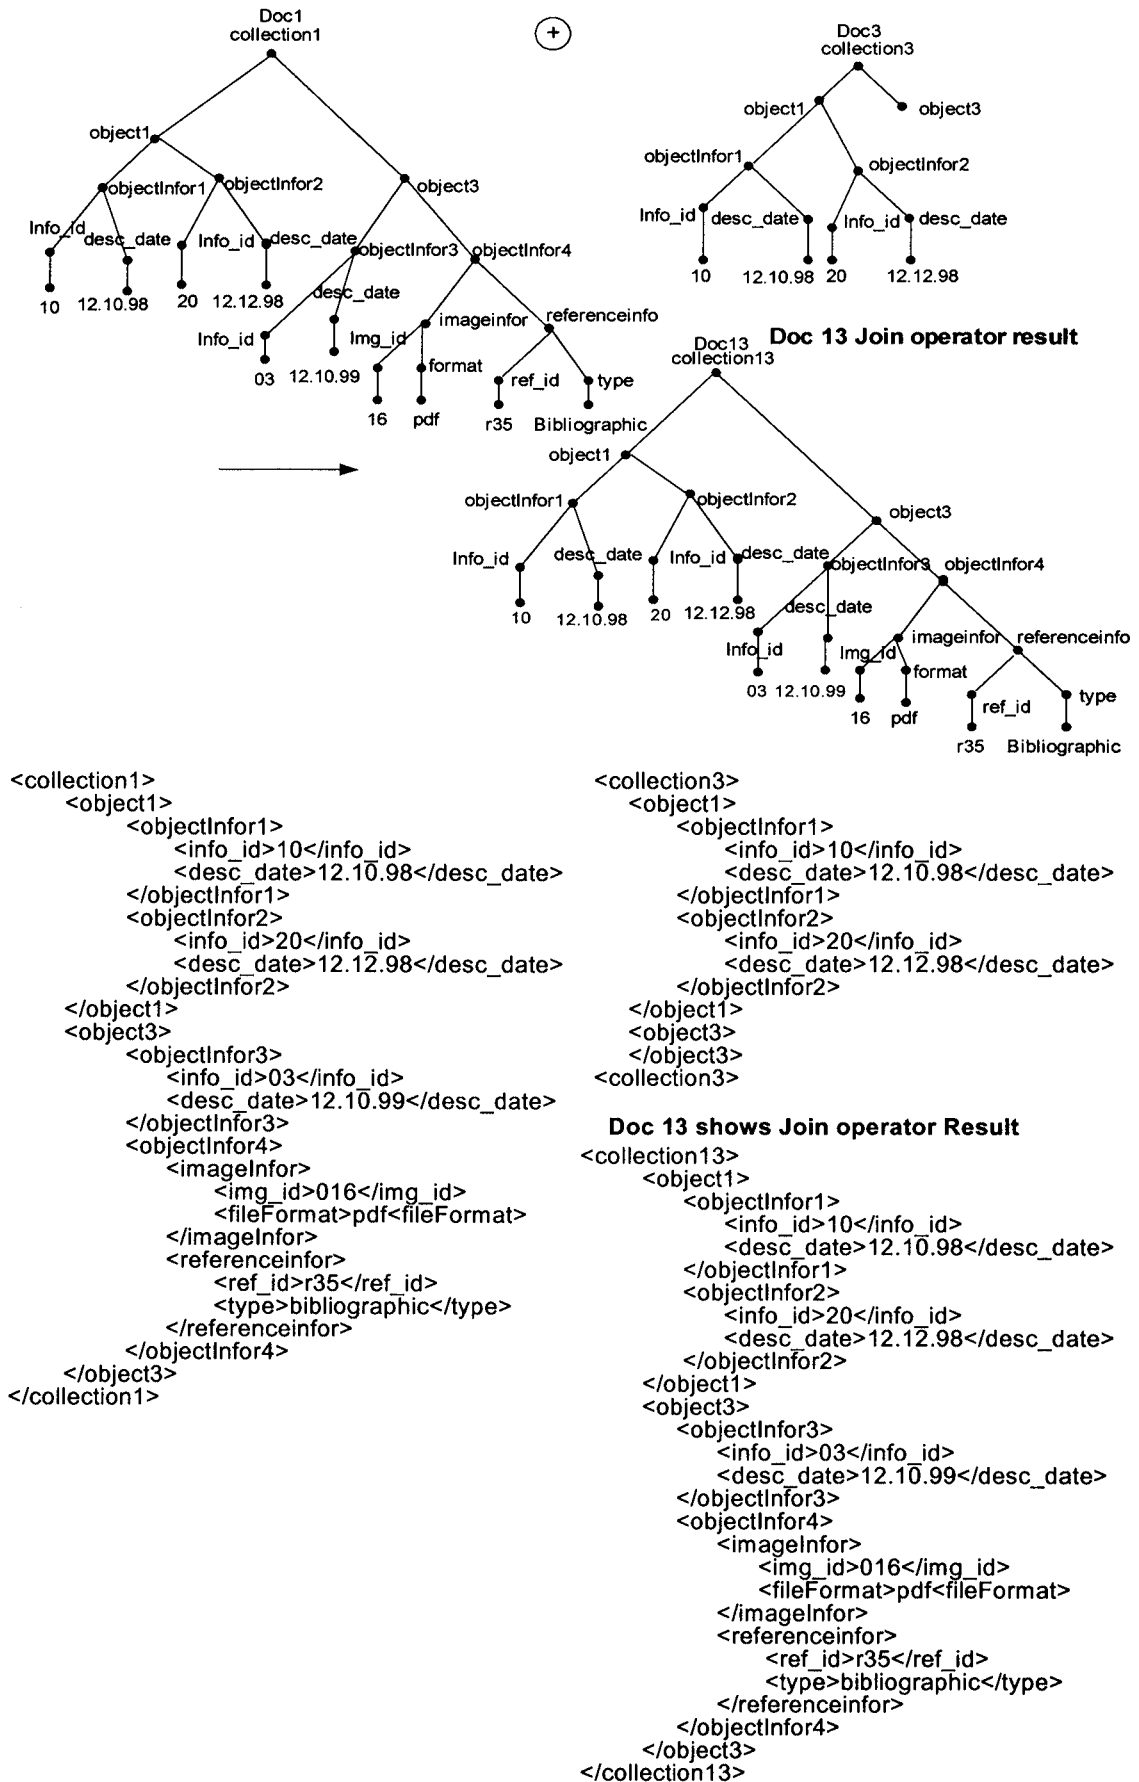 Doc1
collection1
+
Doc3
collection3
object1
object3
objectInfor1
objectInfor2
Info_id
desc_date
Info_id
desc_date
10
12.10.98
20
12.12.98
object1
objectInfor1
objectInfor2
object3
Info_id
desc_date
Info_id
desc_date
objectInfor3
objectInfor4
10
12.10.98
20
12.12.98
desc_date
Info_id
Img_id
imageinfor
referenceinfo
format
ref_id
type
03
12.10.99
16
pdf
r35
Bibliographic
Doc 13 Join operator result
Doc13
collection13
object1
objectInfor1
objectInfor2
object3
Info_id
desc_date
Info_id
desc_date
objectInfor3
objectInfor4
10
12.10.98
20
12.12.98
desc_date
Info_id
Img_id
imageinfor
referenceinfo
format
ref_id
type
03
12.10.99
16
pdf
r35
Bibliographic
<collection1>
<object1>
<objectInfor1>
<info_id>10</info_id>
<desc_date>12.10.98</desc_date>
</objectInfor1>
<objectInfor2>
<info_id>20</info_id>
<desc_date>12.12.98</desc_date>
</objectInfor2>
</object1>
<object3>
<objectInfor3>
<info_id>03</info_id>
<desc_date>12.10.99</desc_date>
</objectInfor3>
<objectInfor4>
<imageInfor>
<img_id>016</img_id>
<fileFormat>pdf<fileFormat>
</imageInfor>
<referenceinfor>
<ref_id>r35</ref_id>
<type>bibliographic</type>
</referenceinfor>
</objectInfor4>
</object3>
</collection1>
<collection3>
<object1>
<objectInfor1>
<info_id>10</info_id>
<desc_date>12.10.98</desc_date>
</objectInfor1>
<objectInfor2>
<info_id>20</info_id>
<desc_date>12.12.98</desc_date>
</objectInfor2>
</object1>
<object3>
</object3>
<collection3>
Doc 13 shows Join operator Result
<collection13>
<object1>
<objectInfor1>
<info_id>10</info_id>
<desc_date>12.10.98</desc_date>
</objectInfor1>
<objectInfor2>
<info_id>20</info_id>
<desc_date>12.12.98</desc_date>
</objectInfor2>
</object1>
<object3>
<objectInfor3>
<info_id>03</info_id>
<desc_date>12.10.99</desc_date>
</objectInfor3>
<objectInfor4>
<imageInfor>
<img_id>016</img_id>
<fileFormat>pdf<fileFormat>
</imageInfor>
<referenceinfor>
<ref_id>r35</ref_id>
<type>bibliographic</type>
</referenceinfor>
</objectInfor4>
</object3>
</collection13>